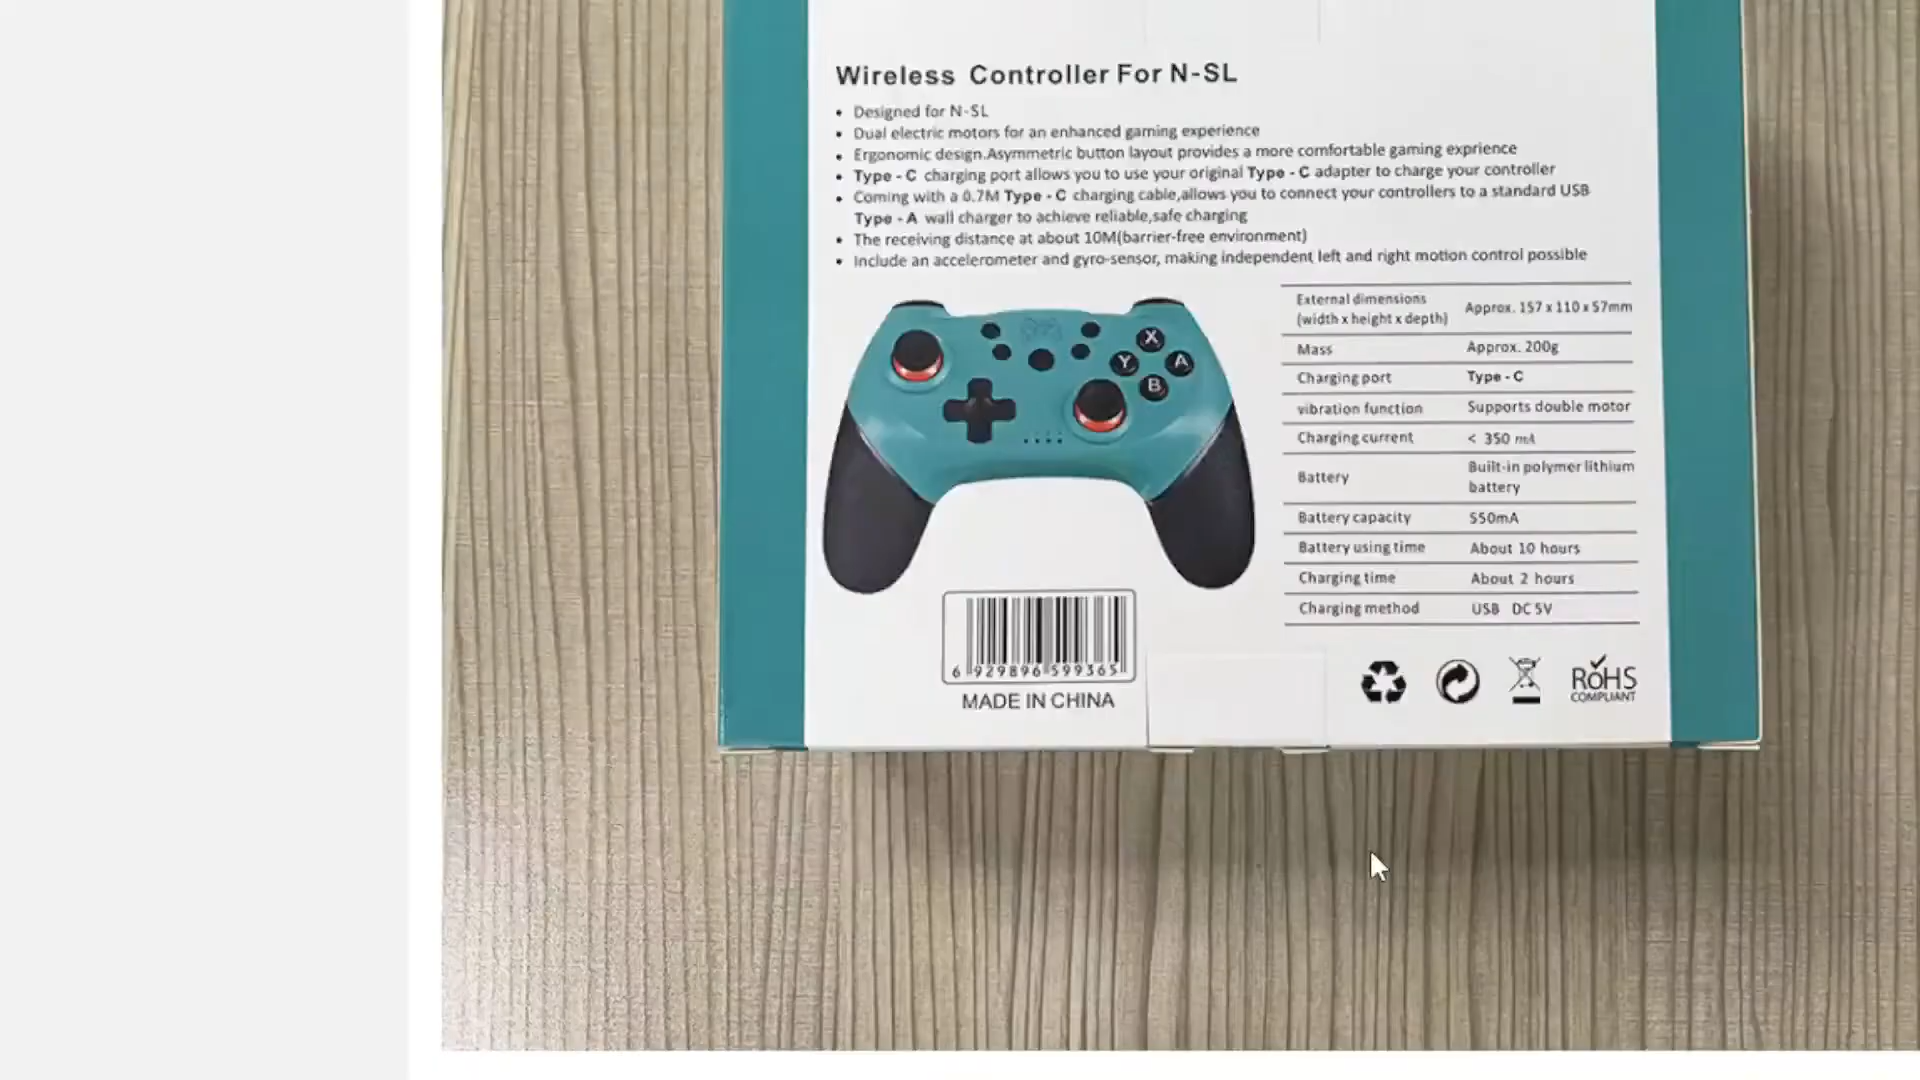 Wireless Controller For N-SL
• Designed for N-SL
• Dual electric motors for an enhanced gaming experience
• Ergonomic design.Asymmetric button layout provides a more comfortable gaming exprience
• Type - C charging port allows you to use your original Type - C adapter to charge your controller
• Coming with a 0.7M Type - C charging cable,allows you to connect your controllers to a standard USB
Type - A wall charger to achieve reliable,safe charging
• The receiving distance at about 10M(barrier-free environment)
• Include an accelerometer and gyro-sensor, making independent left and right motion control possible
External dimensions
(width x height x depth) Approx. 157 x 110 x 57mm
Mass Approx. 200g
Charging port Type - C
vibration function Supports double motor
Charging current < 350 mA
Battery Built-in polymer lithium
battery
Battery capacity 550mA
Battery using time About 10 hours
Charging time About 2 hours
Charging method USB DC 5V
X
Y A
B
6 929896 599365
MADE IN CHINA
RoHS
COMPLIANT